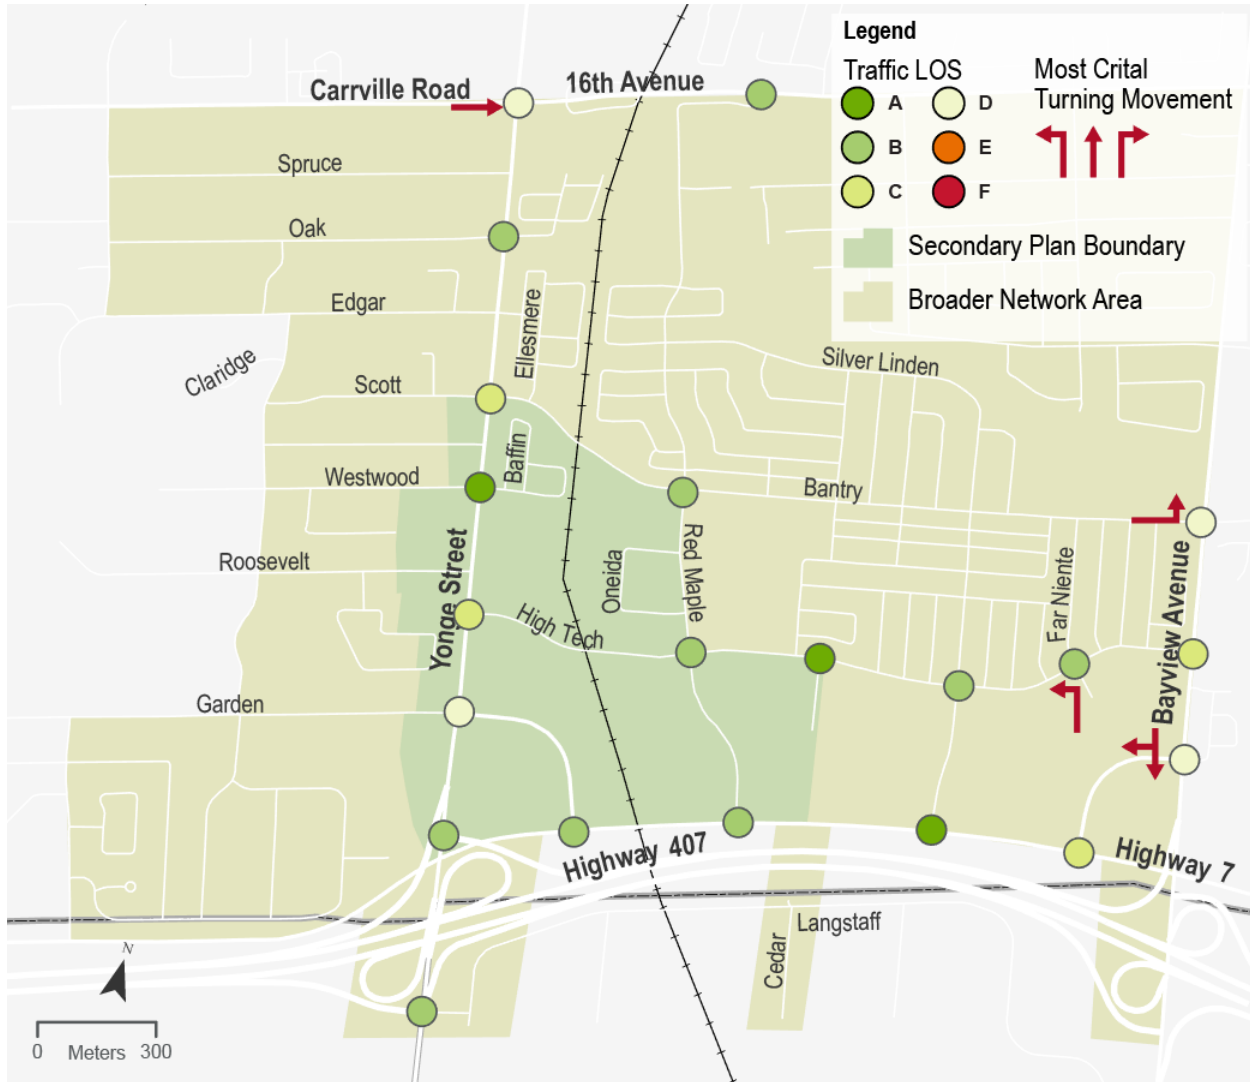 Legend
Traffic LOS
A
B
C
D
E
F
Most Crital
Turning Movement
Secondary Plan Boundary
Broader Network Area
Carrville Road
16th Avenue
Spruce
Oak
Edgar
Ellesmere
Claridge
Scott
Silver Linden
Baffin
Westwood
Bantry
Roosevelt
Yonge Street
High Tech
Oneida
Red Maple
Far Niente
Bayview Avenue
Garden
Highway 407
Highway 7
Langstaff
Cedar
N
0 Meters 300